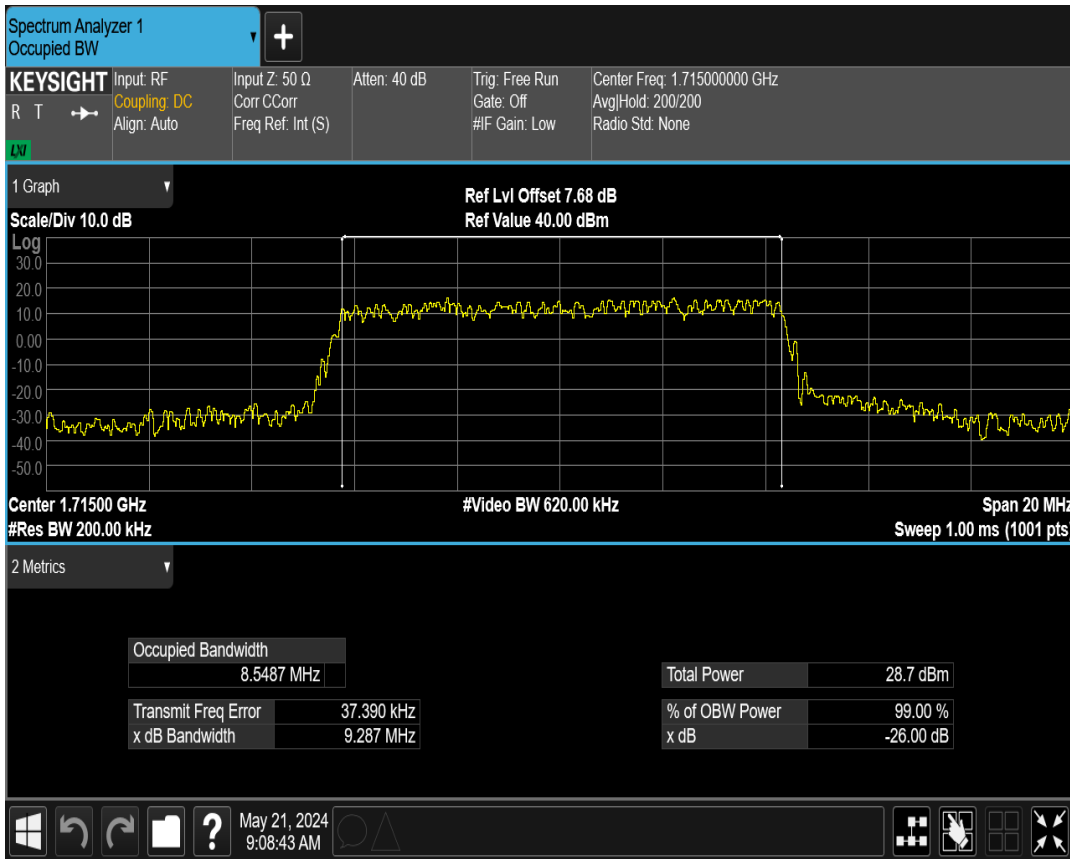 Spectrum Analyzer 1
Occupied BW
KEYSIGHT
R T
LXI
Input: RF
Coupling: DC
Align: Auto
Input Z: 50 Ω
Corr CCorr
Freq Ref: Int (S)
Atten: 40 dB
Trig: Free Run
Gate: Off
#IF Gain: Low
Center Freq: 1.715000000 GHz
Avg|Hold: 200/200
Radio Std: None
1 Graph
Scale/Div 10.0 dB
Ref Lvl Offset 7.68 dB
Ref Value 40.00 dBm
Log
30.0
20.0
10.0
0.00
-10.0
-20.0
-30.0
-40.0
-50.0
Center 1.71500 GHz
#Res BW 200.00 kHz
#Video BW 620.00 kHz
Span 20 MHz
Sweep 1.00 ms (1001 pts)
2 Metrics
Occupied Bandwidth
8.5487 MHz
Transmit Freq Error 37.390 kHz
x dB Bandwidth 9.287 MHz
Total Power 28.7 dBm
% of OBW Power 99.00 %
x dB -26.00 dB
?
May 21, 2024
9:08:43 AM